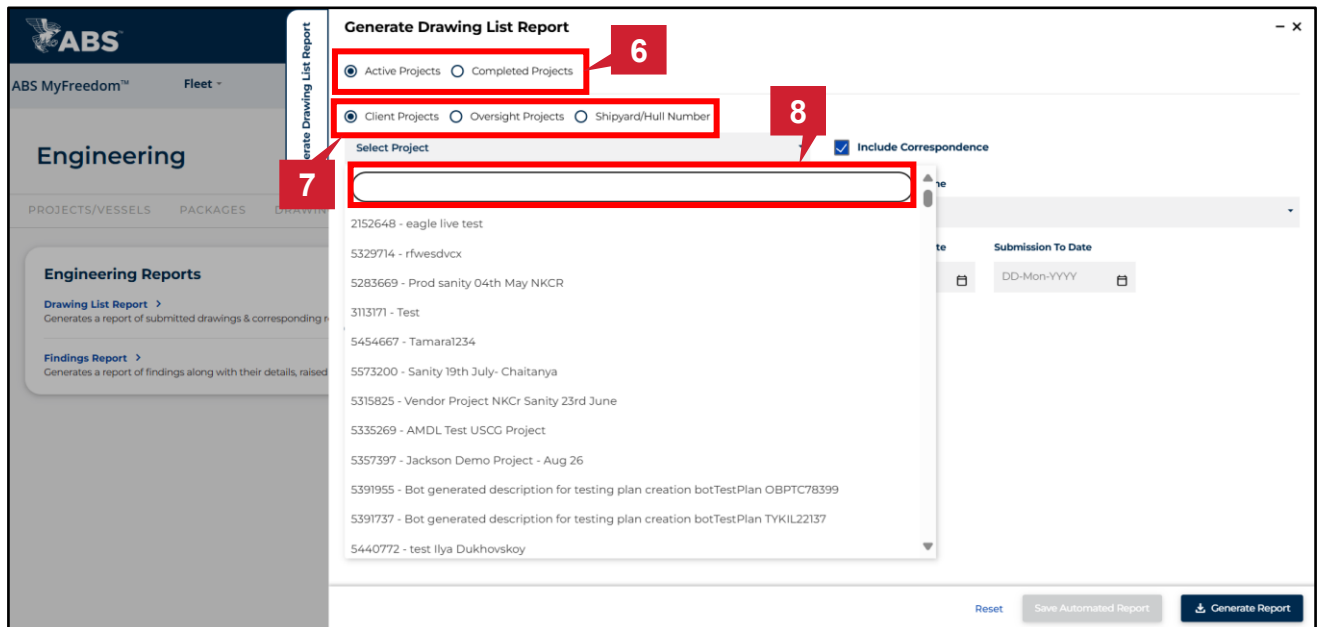 ABS
ABS MyFreedom™
Fleet
Engineering
PROJECTS/VESSELS
PACKAGES
DRAWIN
Engineering Reports
Drawing List Report >
Generates a report of submitted drawings & corresponding r
Findings Report >
Generates a report of findings along with their details, raised
erate Drawing List Report
Generate Drawing List Report
6
Active Projects
Completed Projects
8
Client Projects
Oversight Projects
Shipyard/Hull Number
7
Select Project
Include Correspondence
2152648 - eagle live test
5329714 - rfwesdvcx
5283669 - Prod sanity 04th May NKCR
3113171 - Test
5454667 - Tamara1234
5573200 - Sanity 19th July- Chaitanya
5315825 - Vendor Project NKCr Sanity 23rd June
5335269 - AMDL Test USCG Project
5357397 - Jackson Demo Project - Aug 26
5391955 - Bot generated description for testing plan creation botTestPlan OBPTC78399
5391737 - Bot generated description for testing plan creation botTestPlan TYKIL22137
5440772 - test Ilya Dukhovskoy
ne
te
Submission To Date
DD-Mon-YYYY
Reset
Save Automated Report
Generate Report